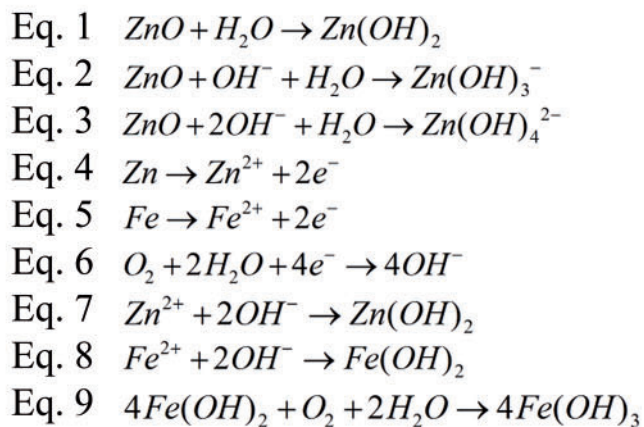 Eq. 1 ZnO + H₂O → Zn(OH)₂
Eq. 2 ZnO + OH⁻ + H₂O → Zn(OH)₃⁻
Eq. 3 ZnO + 2OH⁻ + H₂O → Zn(OH)₄²⁻
Eq. 4 Zn → Zn²⁺ + 2e⁻
Eq. 5 Fe → Fe²⁺ + 2e⁻
Eq. 6 O₂ + 2H₂O + 4e⁻ → 4OH⁻
Eq. 7 Zn²⁺ + 2OH⁻ → Zn(OH)₂
Eq. 8 Fe²⁺ + 2OH⁻ → Fe(OH)₂
Eq. 9 4Fe(OH)₂ + O₂ + 2H₂O → 4Fe(OH)₃